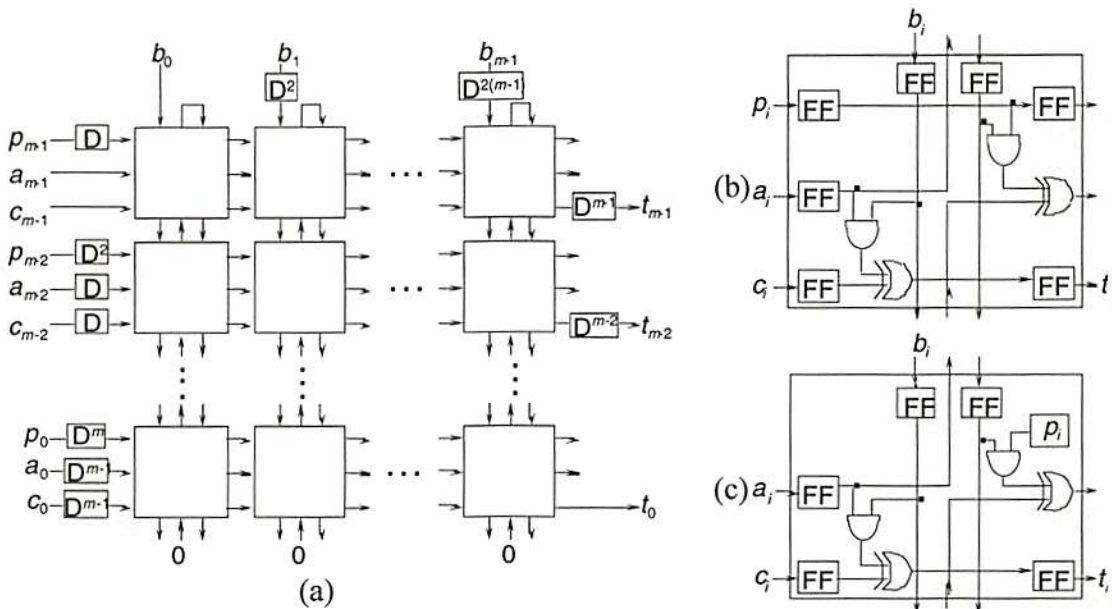 b₀ b₁ bₘ₋₁
D² D²⁽ᵐ⁻¹⁾
pₘ₋₁ D
aₘ₋₁
cₘ₋₁
... 
Dᵐ⁻¹ tₘ₋₁
pₘ₋₂ D²
aₘ₋₂ D
cₘ₋₂ D
...
Dᵐ⁻² tₘ₋₂
p₀ Dᵐ
a₀ Dᵐ⁻¹
c₀ Dᵐ⁻¹
...
t₀
0 0 0
(a)
bᵢ
FF FF
pᵢ FF FF
(b) aᵢ FF
cᵢ FF FF t
bᵢ
FF FF
pᵢ
(c) aᵢ FF
cᵢ FF FF tᵢ